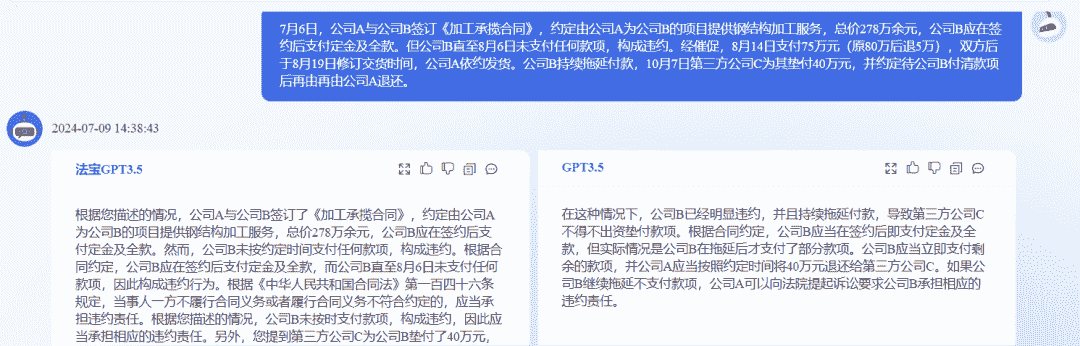 7月6日，公司A与公司B签订《加工承揽合同》，约定由公司A为公司B的项目提供钢结构加工服务，总价278万余元，公司B应在签
约后支付定金及全款。但公司B直至8月6日未支付任何款项，构成违约。经催促，8月14日支付75万元（原80万后退5万），双方后
于8月19日修订交货时间，公司A依约发货。公司B持续拖延付款，10月7日第三方公司C为其垫付40万元，并约定待公司B付清款项
后再由再由公司A退还。
2024-07-09 14:38:43
法宝GPT3.5
根据您描述的情况，公司A与公司B签订了《加工承揽合同》，约定由公司A
为公司B的项目提供钢结构加工服务，总价278万余元，公司B应在签约后支
付定金及全款。然而，公司B未按约定时间支付任何款项，构成违约。根据合
同约定，公司B应在签约后支付定金及全款，而公司B直至8月6日未支付任何
款项，因此构成违约行为。根据《中华人民共和国合同法》第一百四十六条
规定，当事人一方不履行合同义务或者履行合同义务不符合约定的，应当承
担违约责任。根据您描述的情况，公司B未按时支付款项，构成违约，因此应
当承担相应的违约责任。另外，您提到第三方公司C为公司B垫付了40万元，
GPT3.5
在这种情况下，公司B已经明显违约，并且持续拖延付款，导致第三方公司C
不得不出资垫付款项。根据合同约定，公司B应当在签约后即支付定金及全
款，但实际情况是公司B在拖延后才支付了部分款项。公司B应当立即支付剩
余的款项，并公司A应当按照约定时间将40万元退还给第三方公司C。如果公
司B继续拖延不支付款项，公司A可以向法院提起诉讼要求公司B承担相应的
违约责任。